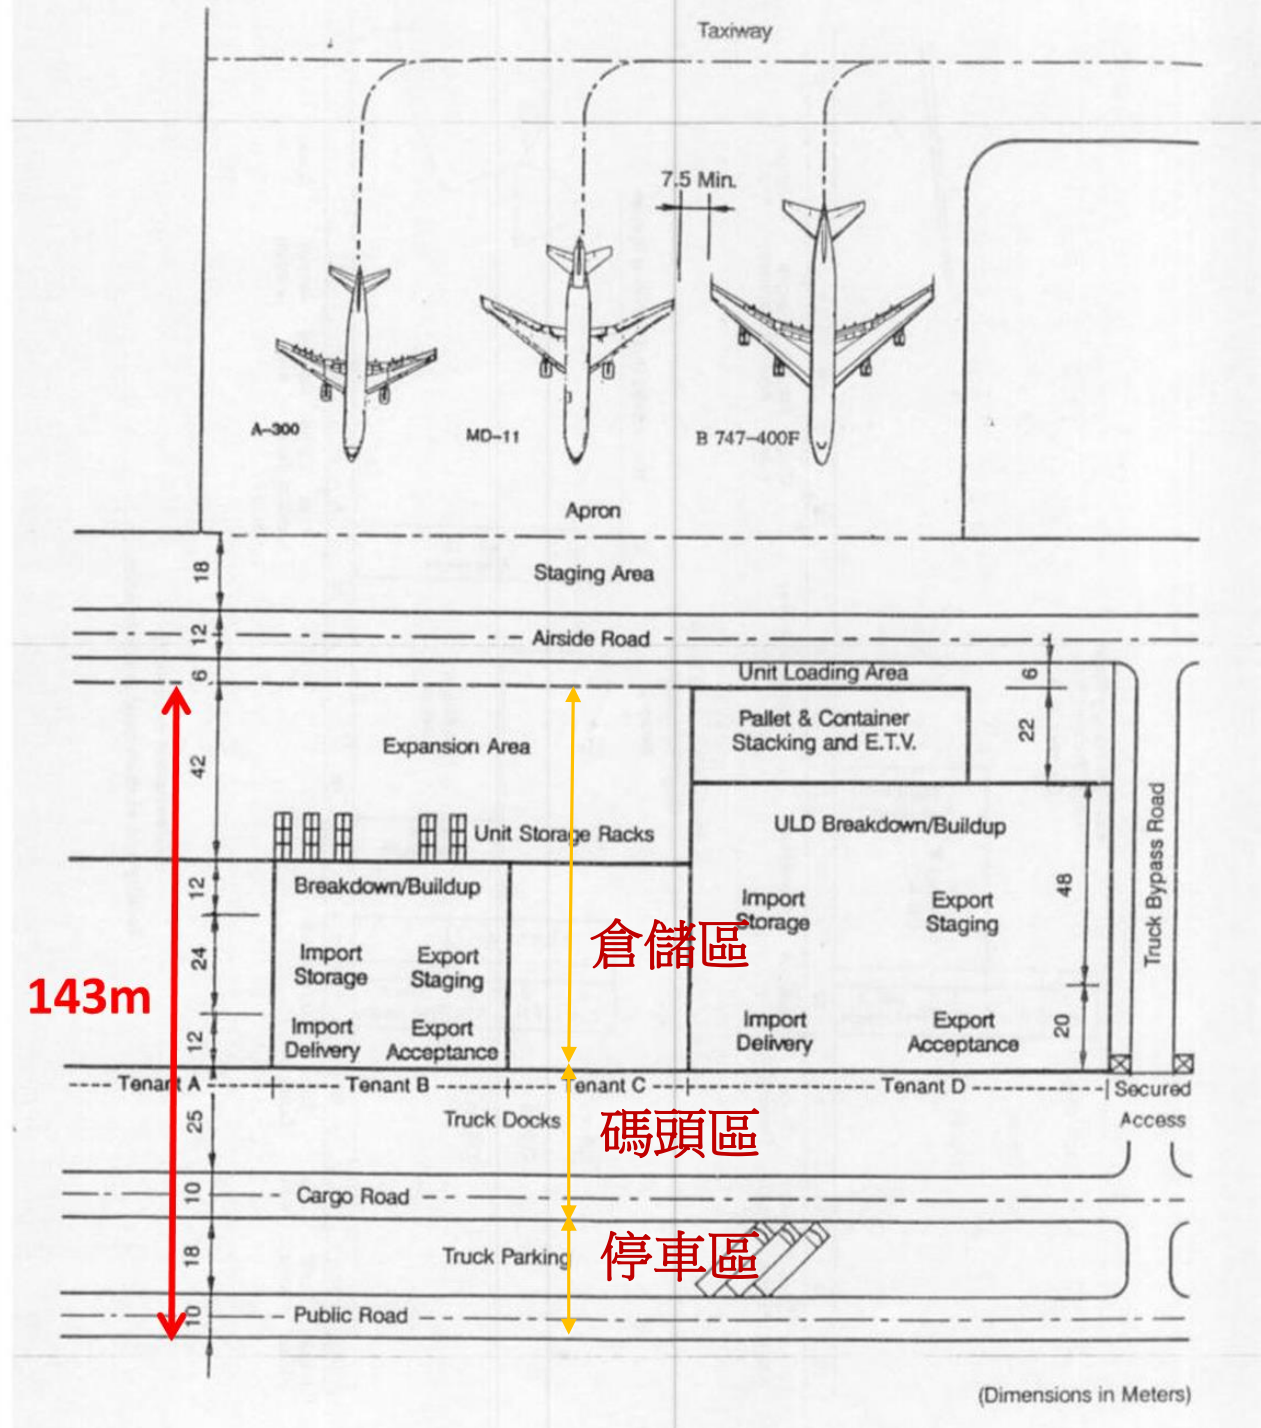 Taxiway
7.5 Min.
A-300
MD-11
B 747-400F
Apron
18
Staging Area
12
Airside Road
6
Unit Loading Area
6
Pallet & Container
Stacking and E.T.V.
22
Expansion Area
42
Unit Storage Racks
ULD Breakdown/Buildup
Truck Bypass Road
12
Breakdown/Buildup
48
Import
Storage
Export
Staging
倉儲區
24
Import
Storage
Export
Staging
143m
12
Import
Delivery
Export
Acceptance
Import
Delivery
Export
Acceptance
20
Tenant A
Tenant B
Tenant C
Tenant D
Secured
Access
25
Truck Docks
碼頭區
10
Cargo Road
18
Truck Parking
停車區
10
Public Road
(Dimensions in Meters)